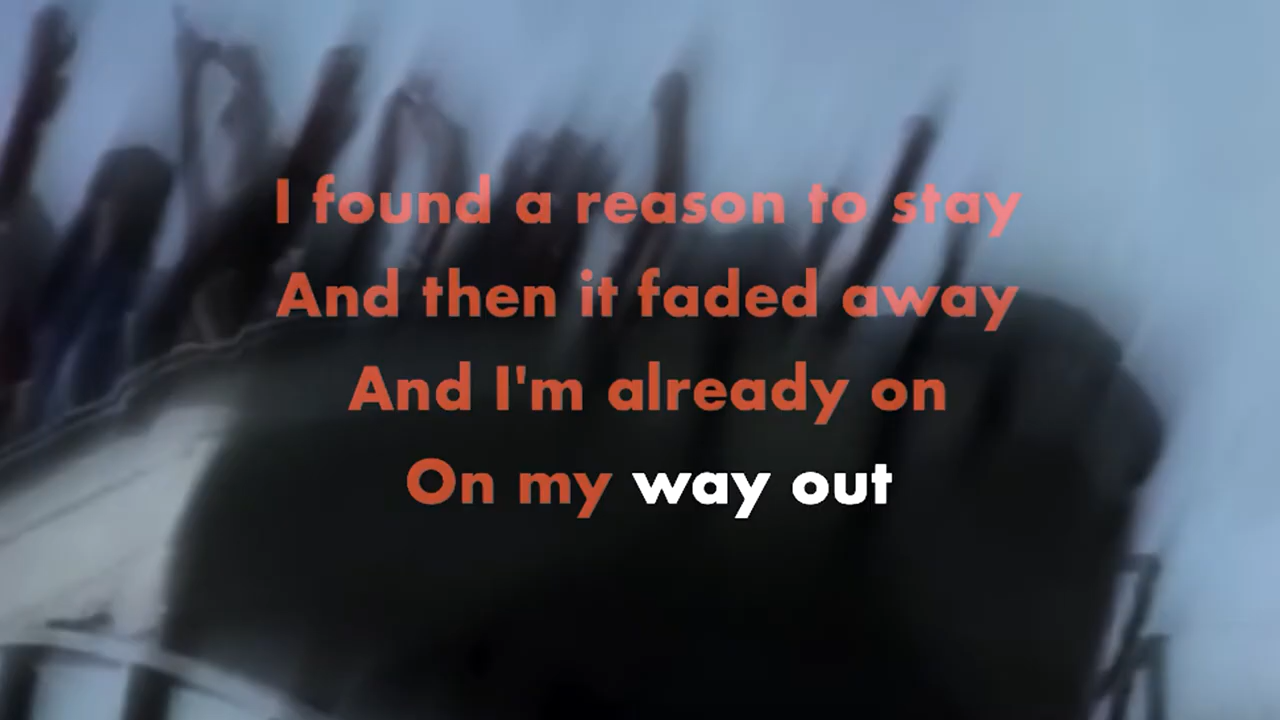 I found a reason to stay
And then it faded away
And I'm already on
On my way out